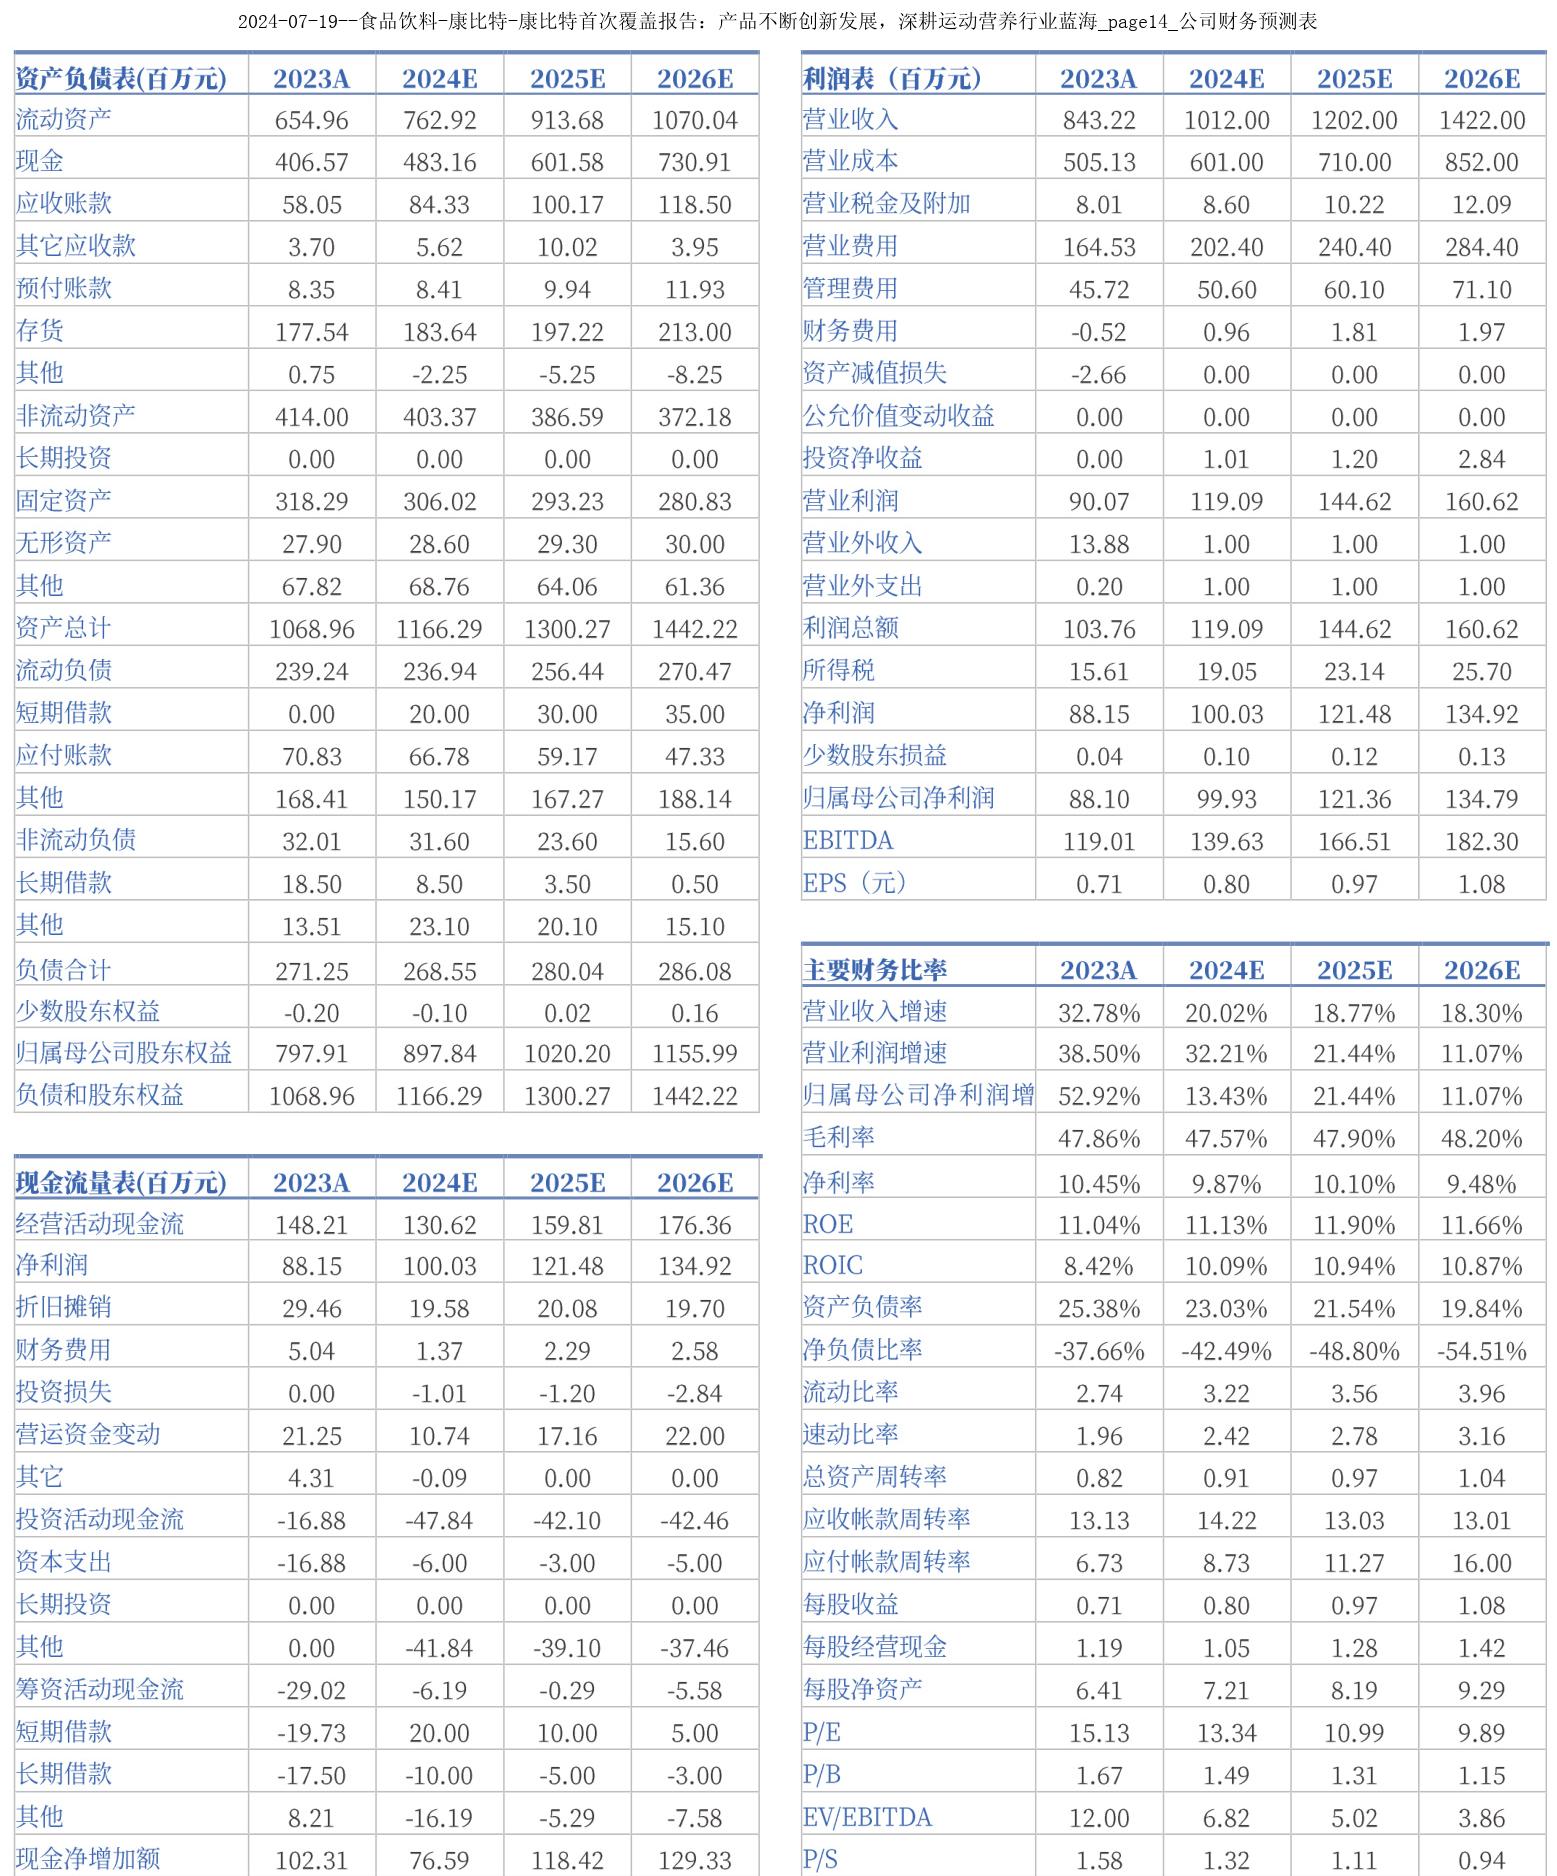 2024-07-19--食品饮料-康比特-康比特首次覆盖报告：产品不断创新发展，深耕运动营养行业蓝海_page14_公司财务预测表
资产负债表(百万元) 2023A 2024E 2025E 2026E
流动资产 654.96 762.92 913.68 1070.04
现金 406.57 483.16 601.58 730.91
应收账款 58.05 84.33 100.17 118.50
其它应收款 3.70 5.62 10.02 3.95
预付账款 8.35 8.41 9.94 11.93
存货 177.54 183.64 197.22 213.00
其他 0.75 -2.25 -5.25 -8.25
非流动资产 414.00 403.37 386.59 372.18
长期投资 0.00 0.00 0.00 0.00
固定资产 318.29 306.02 293.23 280.83
无形资产 27.90 28.60 29.30 30.00
其他 67.82 68.76 64.06 61.36
资产总计 1068.96 1166.29 1300.27 1442.22
流动负债 239.24 236.94 256.44 270.47
短期借款 0.00 20.00 30.00 35.00
应付账款 70.83 66.78 59.17 47.33
其他 168.41 150.17 167.27 188.14
非流动负债 32.01 31.60 23.60 15.60
长期借款 18.50 8.50 3.50 0.50
其他 13.51 23.10 20.10 15.10
负债合计 271.25 268.55 280.04 286.08
少数股东权益 -0.20 -0.10 0.02 0.16
归属母公司股东权益 797.91 897.84 1020.20 1155.99
负债和股东权益 1068.96 1166.29 1300.27 1442.22
现金流量表(百万元) 2023A 2024E 2025E 2026E
经营活动现金流 148.21 130.62 159.81 176.36
净利润 88.15 100.03 121.48 134.92
折旧摊销 29.46 19.58 20.08 19.70
财务费用 5.04 1.37 2.29 2.58
投资损失 0.00 -1.01 -1.20 -2.84
营运资金变动 21.25 10.74 17.16 22.00
其它 4.31 -0.09 0.00 0.00
投资活动现金流 -16.88 -47.84 -42.10 -42.46
资本支出 -16.88 -6.00 -3.00 -5.00
长期投资 0.00 0.00 0.00 0.00
其他 0.00 -41.84 -39.10 -37.46
筹资活动现金流 -29.02 -6.19 -0.29 -5.58
短期借款 -19.73 20.00 10.00 5.00
长期借款 -17.50 -10.00 -5.00 -3.00
其他 8.21 -16.19 -5.29 -7.58
现金净增加额 102.31 76.59 118.42 129.33
利润表（百万元） 2023A 2024E 2025E 2026E
营业收入 843.22 1012.00 1202.00 1422.00
营业成本 505.13 601.00 710.00 852.00
营业税金及附加 8.01 8.60 10.22 12.09
营业费用 164.53 202.40 240.40 284.40
管理费用 45.72 50.60 60.10 71.10
财务费用 -0.52 0.96 1.81 1.97
资产减值损失 -2.66 0.00 0.00 0.00
公允价值变动收益 0.00 0.00 0.00 0.00
投资净收益 0.00 1.01 1.20 2.84
营业利润 90.07 119.09 144.62 160.62
营业外收入 13.88 1.00 1.00 1.00
营业外支出 0.20 1.00 1.00 1.00
利润总额 103.76 119.09 144.62 160.62
所得税 15.61 19.05 23.14 25.70
净利润 88.15 100.03 121.48 134.92
少数股东损益 0.04 0.10 0.12 0.13
归属母公司净利润 88.10 99.93 121.36 134.79
EBITDA 119.01 139.63 166.51 182.30
EPS（元） 0.71 0.80 0.97 1.08
主要财务比率 2023A 2024E 2025E 2026E
营业收入增速 32.78% 20.02% 18.77% 18.30%
营业利润增速 38.50% 32.21% 21.44% 11.07%
归属母公司净利润增 52.92% 13.43% 21.44% 11.07%
毛利率 47.86% 47.57% 47.90% 48.20%
净利率 10.45% 9.87% 10.10% 9.48%
ROE 11.04% 11.13% 11.90% 11.66%
ROIC 8.42% 10.09% 10.94% 10.87%
资产负债率 25.38% 23.03% 21.54% 19.84%
净负债比率 -37.66% -42.49% -48.80% -54.51%
流动比率 2.74 3.22 3.56 3.96
速动比率 1.96 2.42 2.78 3.16
总资产周转率 0.82 0.91 0.97 1.04
应收帐款周转率 13.13 14.22 13.03 13.01
应付帐款周转率 6.73 8.73 11.27 16.00
每股收益 0.71 0.80 0.97 1.08
每股经营现金 1.19 1.05 1.28 1.42
每股净资产 6.41 7.21 8.19 9.29
P/E 15.13 13.34 10.99 9.89
P/B 1.67 1.49 1.31 1.15
EV/EBITDA 12.00 6.82 5.02 3.86
P/S 1.58 1.32 1.11 0.94